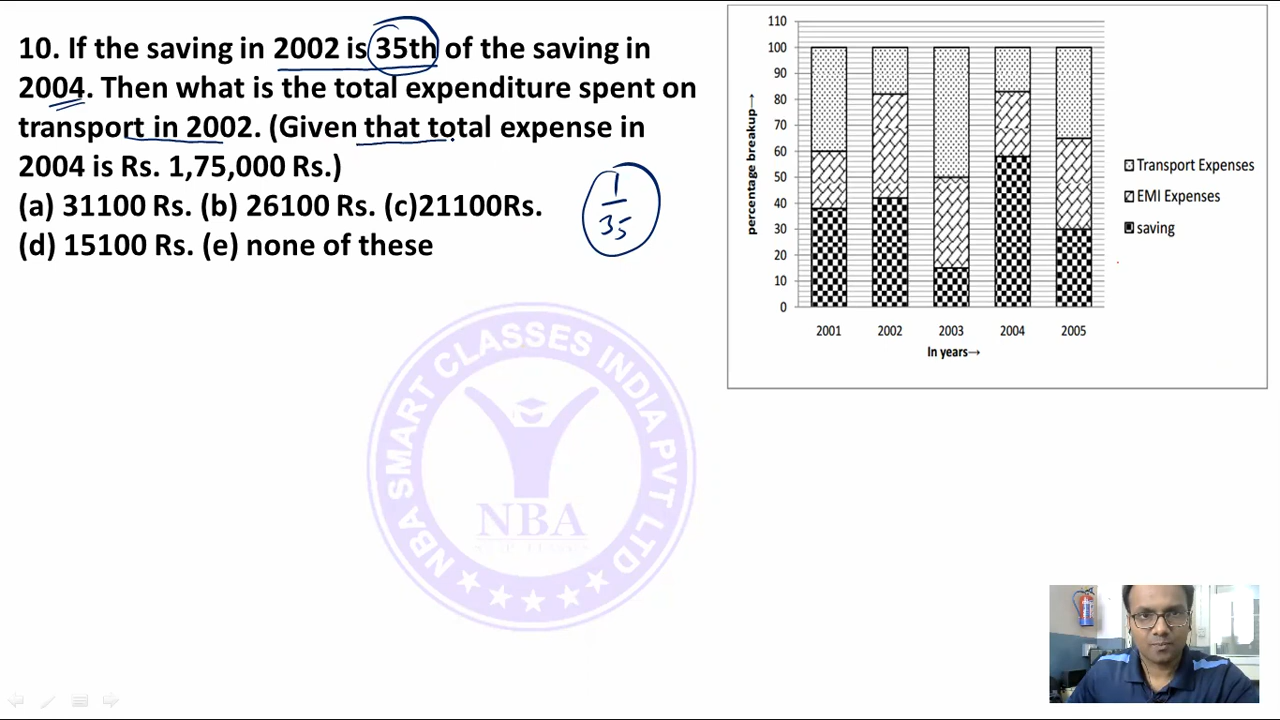 10. If the saving in 2002 is 35th of the saving in
2004. Then what is the total expenditure spent on
transport in 2002. (Given that total expense in
2004 is Rs. 1,75,000 Rs.)
(a) 31100 Rs. (b) 26100 Rs. (c)21100Rs.
(d) 15100 Rs. (e) none of these
1
35
110
100
90
80
70
60
50
40
30
20
10
0
percentage breakup→
2001 2002 2003 2004 2005
In years→
Transport Expenses
EMI Expenses
saving
NBA SMART CLASSES INDIA PVT LTD
NBA